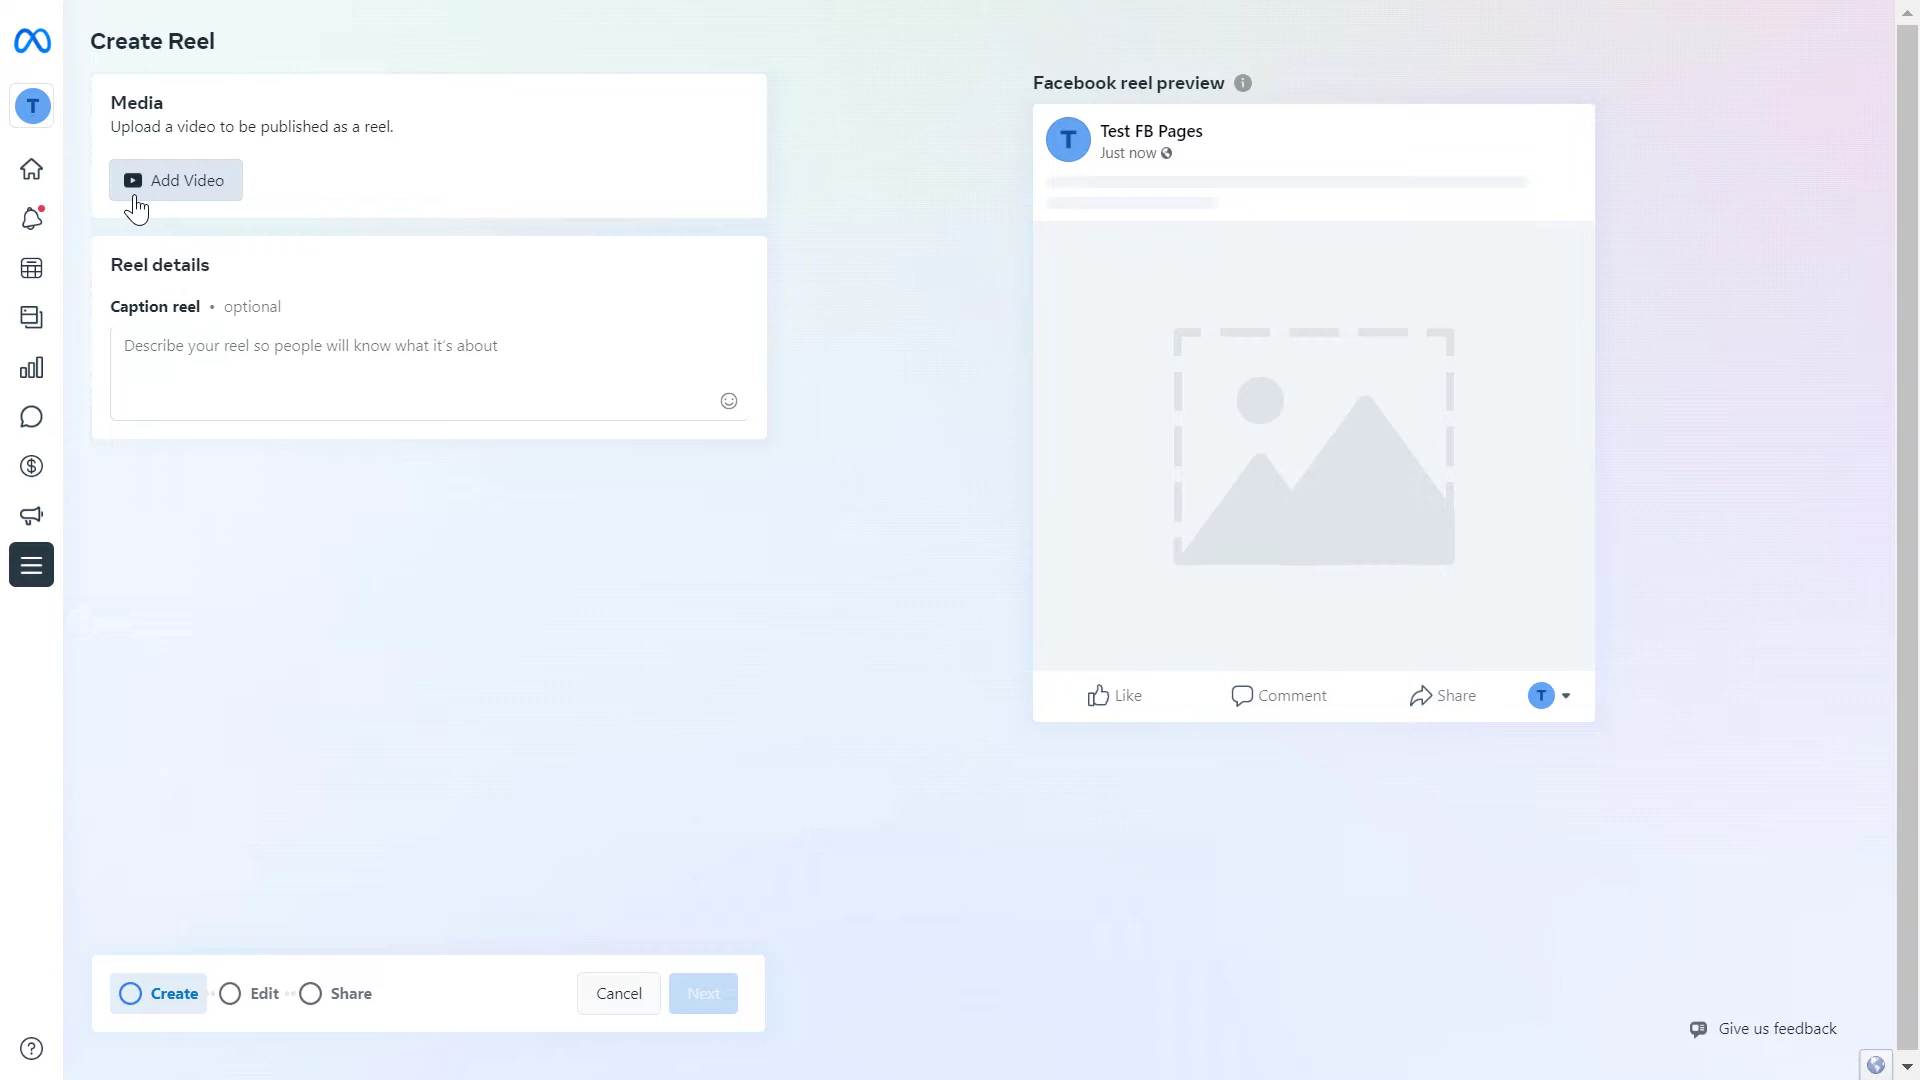 Create Reel
T
Media
Upload a video to be published as a reel.
Add Video
Reel details
Caption reel • optional
Describe your reel so people will know what it's about
Create
Edit
Share
Cancel
Next
Facebook reel preview
T
Test FB Pages
Just now
Like
Comment
Share
T
Give us feedback